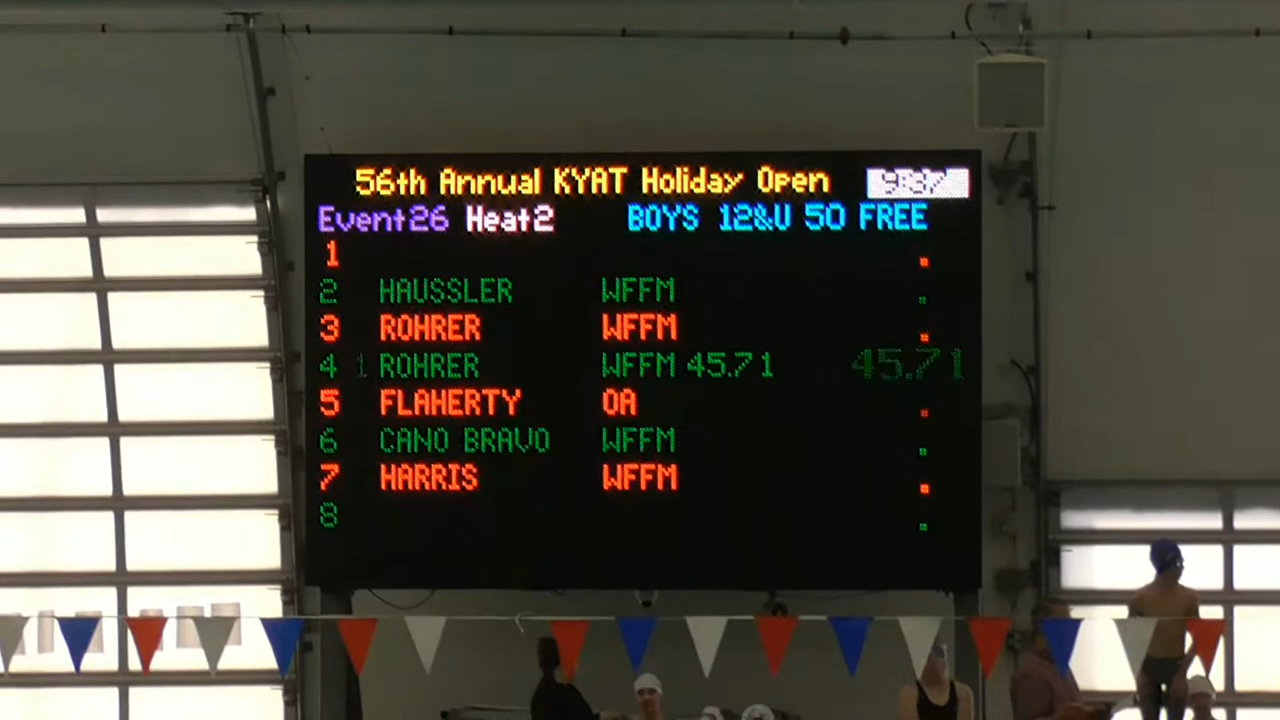 56th Annual KYAT Holiday Open
Event26 Heat2 BOYS 12&U 50 FREE
1 .
2 HAUSSLER WFFM .
3 ROHRER WFFM .
4 1 ROHRER WFFM 45.71 45.71
5 FLAHERTY OA .
6 CANO BRAVO WFFM .
7 HARRIS WFFM .
8 .